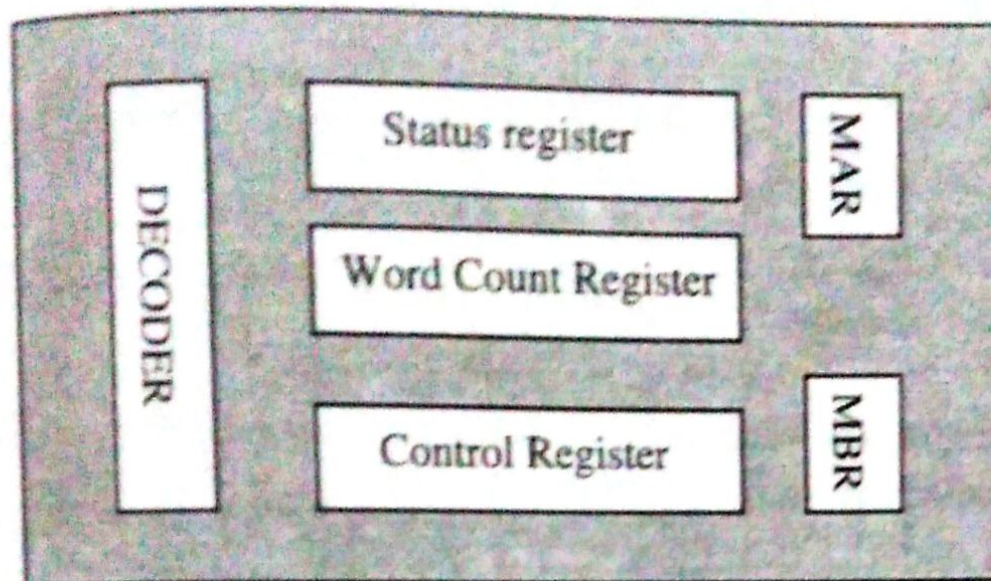 DECODER
Status register
Word Count Register
Control Register
MAR
MBR